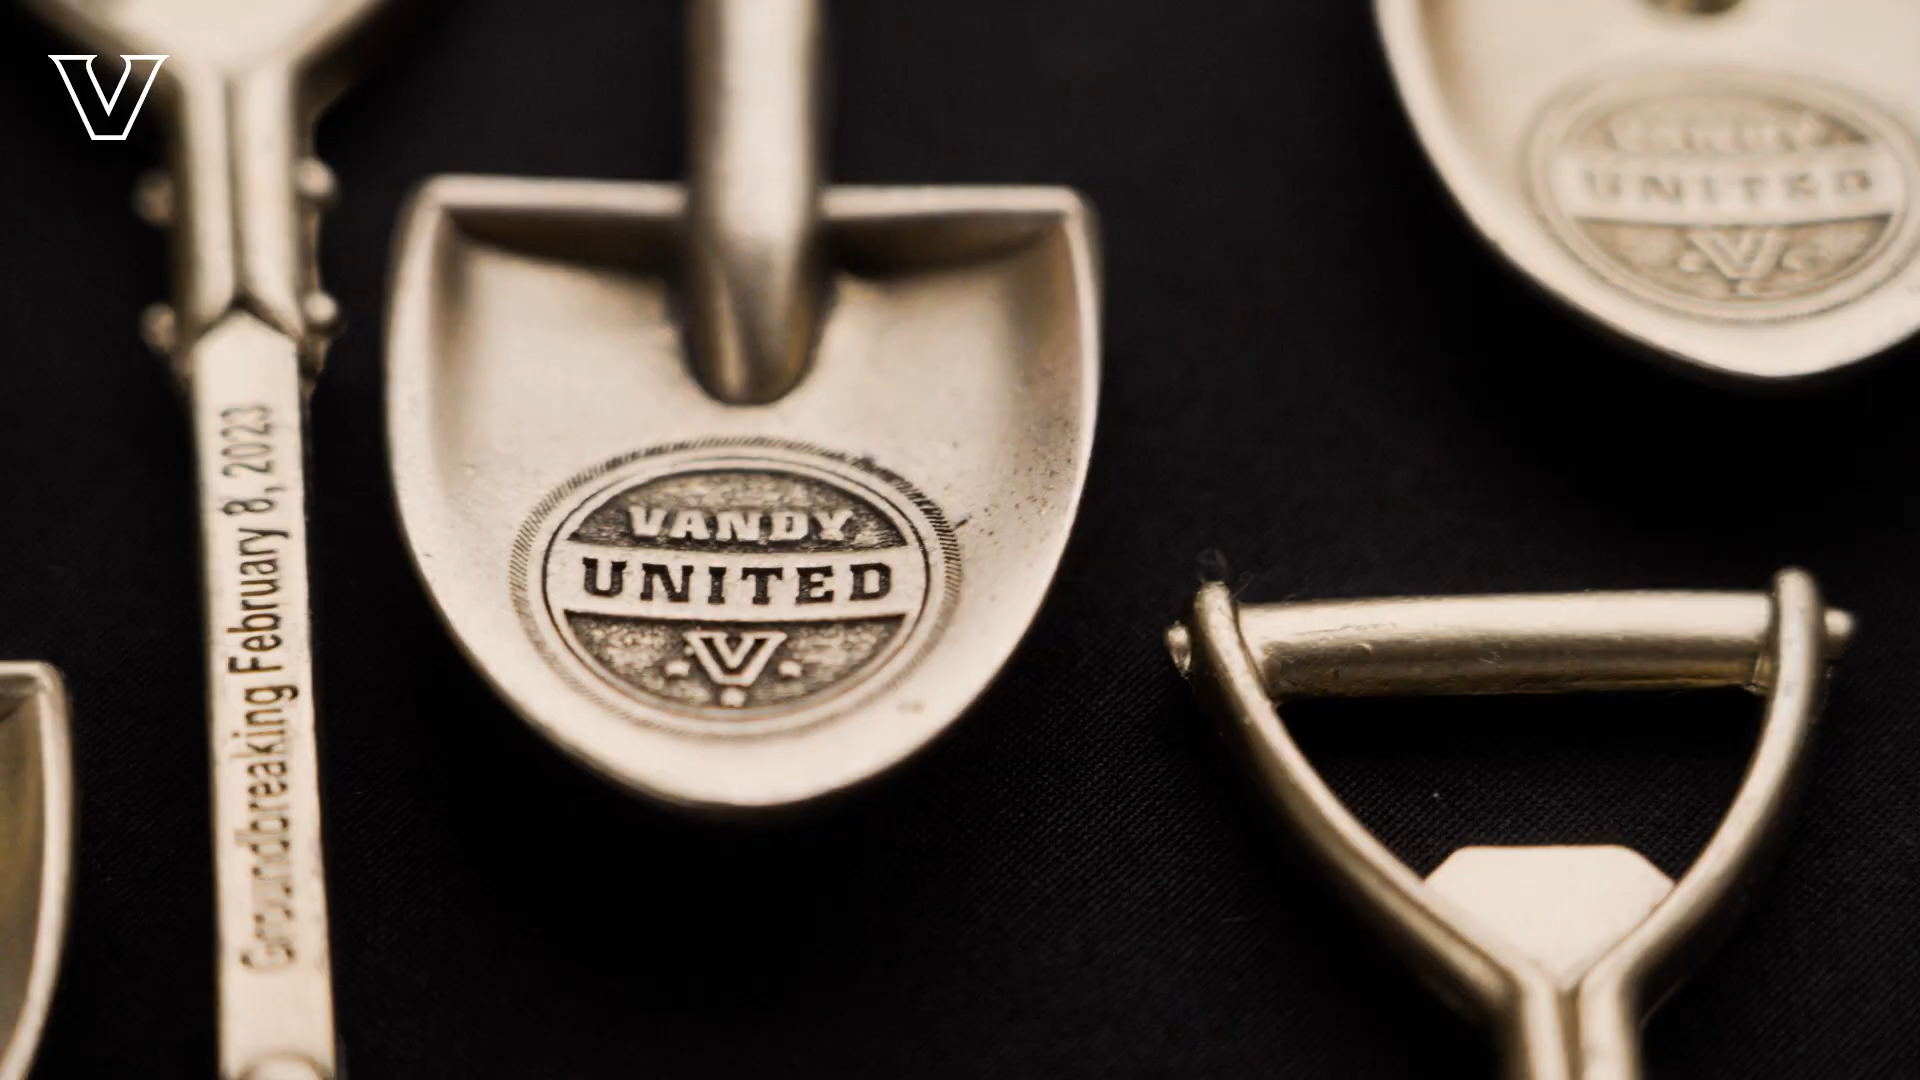 V
Groundbreaking February 8, 2023
VANDY
UNITED
V
VANDY
UNITED
V